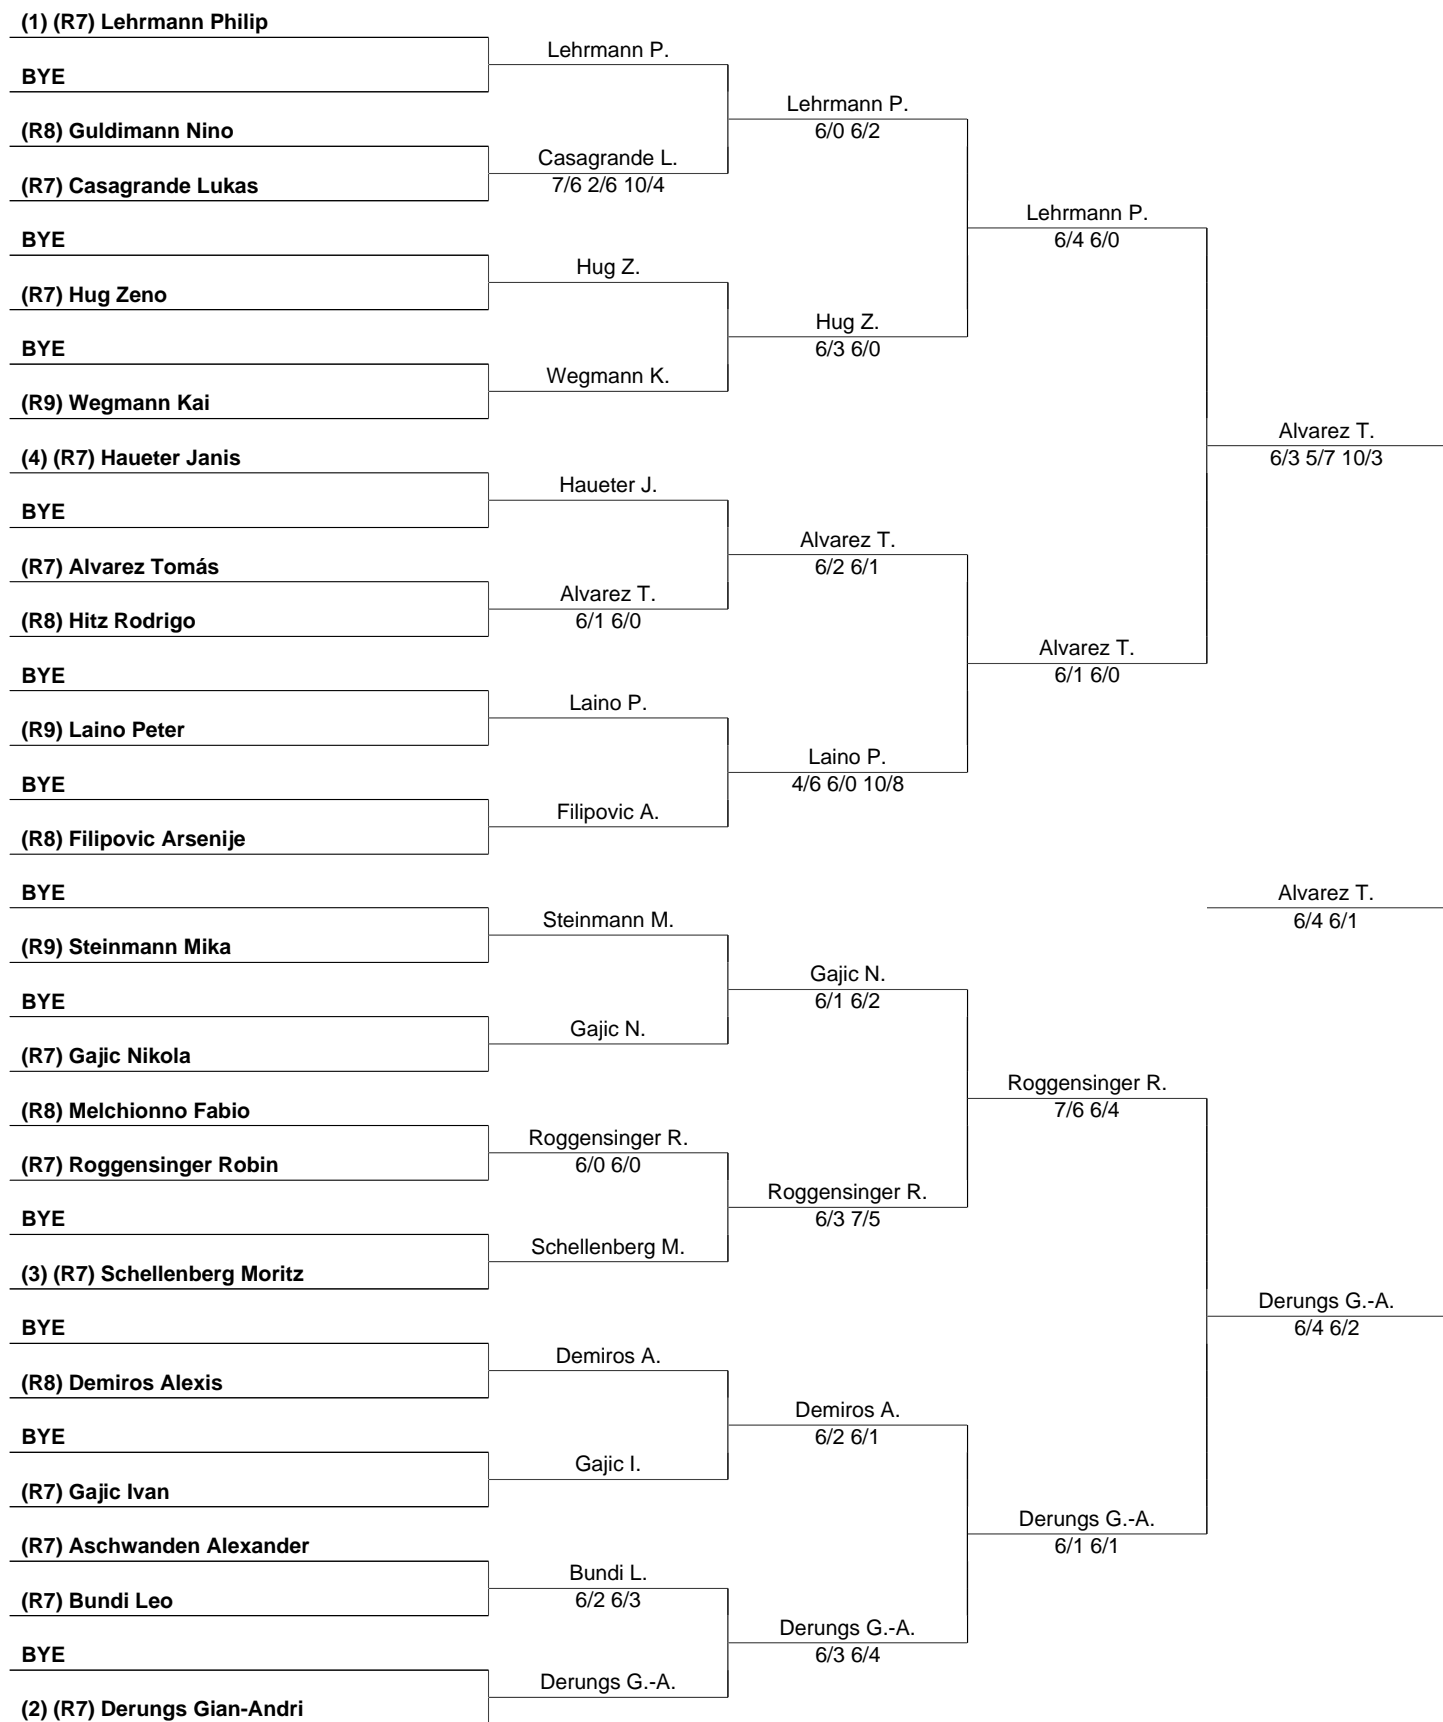 (1) (R7) Lehrmann Philip
Lehrmann P.
BYE
Lehrmann P.
6/0 6/2
(R8) Guldimann Nino
Casagrande L.
7/6 2/6 10/4
(R7) Casagrande Lukas
Lehrmann P.
6/4 6/0
BYE
Hug Z.
(R7) Hug Zeno
Hug Z.
6/3 6/0
BYE
Wegmann K.
(R9) Wegmann Kai
Alvarez T.
6/3 5/7 10/3
(4) (R7) Haueter Janis
Haueter J.
BYE
Alvarez T.
6/2 6/1
(R7) Alvarez Tomás
Alvarez T.
6/1 6/0
(R8) Hitz Rodrigo
Alvarez T.
6/1 6/0
BYE
Laino P.
(R9) Laino Peter
Laino P.
4/6 6/0 10/8
BYE
Filipovic A.
(R8) Filipovic Arsenije
BYE
Alvarez T.
6/4 6/1
Steinmann M.
(R9) Steinmann Mika
Gajic N.
6/1 6/2
BYE
Gajic N.
(R7) Gajic Nikola
Roggensinger R.
7/6 6/4
(R8) Melchionno Fabio
Roggensinger R.
6/0 6/0
(R7) Roggensinger Robin
Roggensinger R.
6/3 7/5
BYE
Schellenberg M.
(3) (R7) Schellenberg Moritz
Derungs G.-A.
6/4 6/2
BYE
Demiros A.
(R8) Demiros Alexis
Demiros A.
6/2 6/1
BYE
Gajic I.
(R7) Gajic Ivan
Derungs G.-A.
6/1 6/1
(R7) Aschwanden Alexander
Bundi L.
6/2 6/3
(R7) Bundi Leo
Derungs G.-A.
6/3 6/4
BYE
Derungs G.-A.
(2) (R7) Derungs Gian-Andri